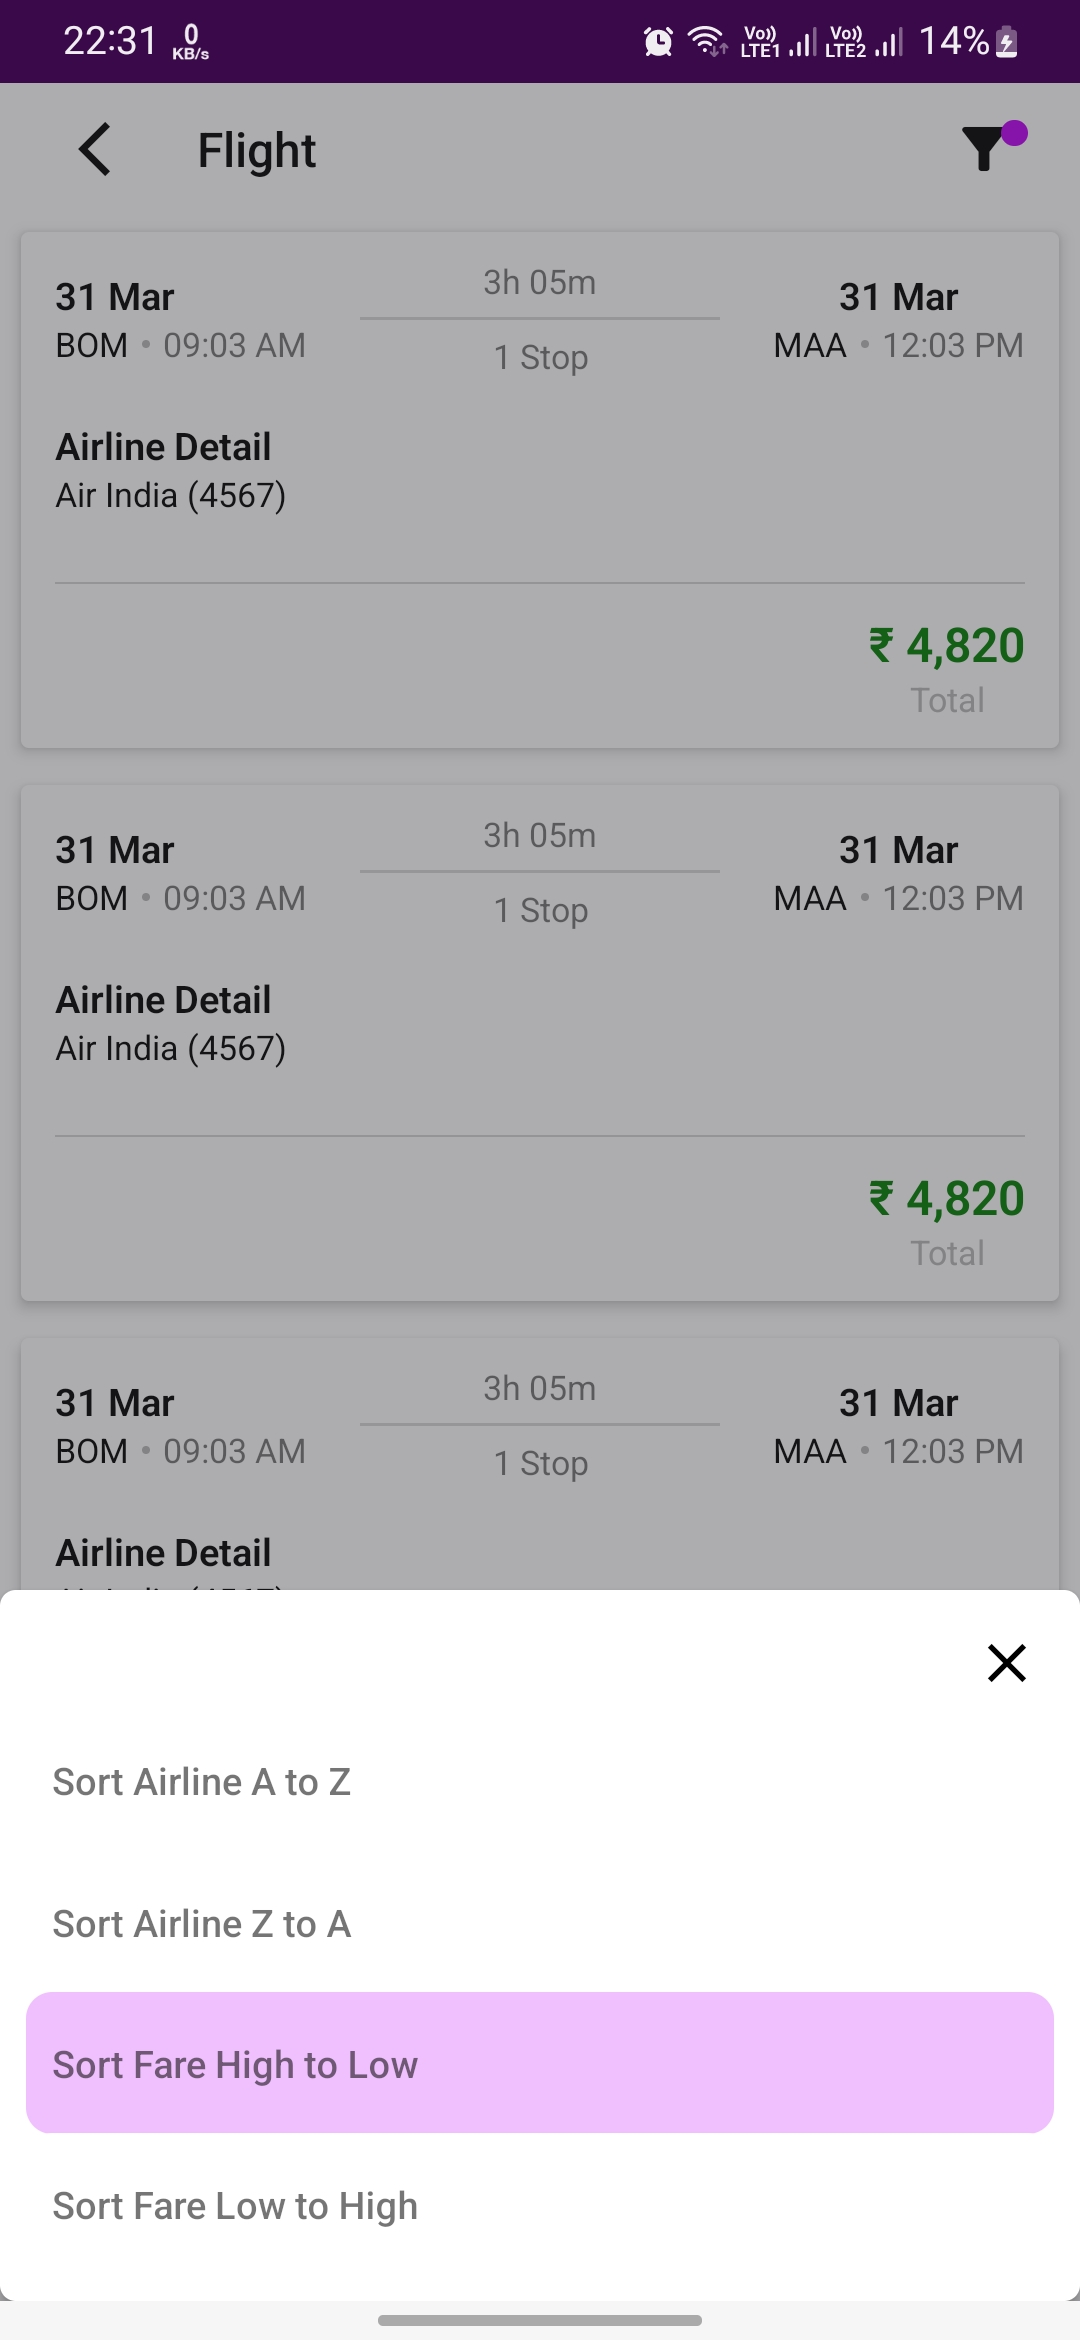 22:31 0 KB/s Vo)) LTE1 Vo)) LTE2 14%
Flight
3h 05m
31 Mar 31 Mar
BOM • 09:03 AM MAA • 12:03 PM
1 Stop
Airline Detail
Air India (4567)
₹ 4,820
Total
3h 05m
31 Mar 31 Mar
BOM • 09:03 AM MAA • 12:03 PM
1 Stop
Airline Detail
Air India (4567)
₹ 4,820
Total
3h 05m
31 Mar 31 Mar
BOM • 09:03 AM MAA • 12:03 PM
1 Stop
Airline Detail
Sort Airline A to Z
Sort Airline Z to A
Sort Fare High to Low
Sort Fare Low to High